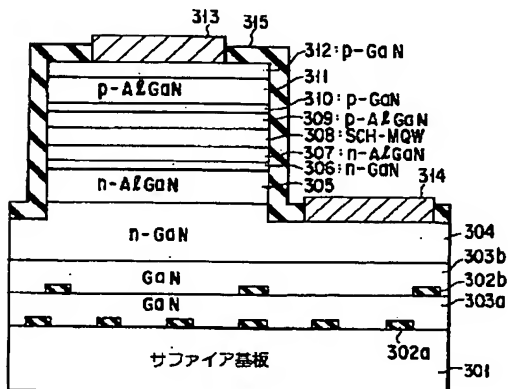 313
315
312:p-GaN
311
p-AlGaN
310:p-GaN
309:p-AlGaN
308:SCH-MQW
307:n-AlGaN
306:n-GaN
314
n-AlGaN
305
n-GaN
304
303b
GaN
302b
GaN
303a
302a
サファイア基板
301